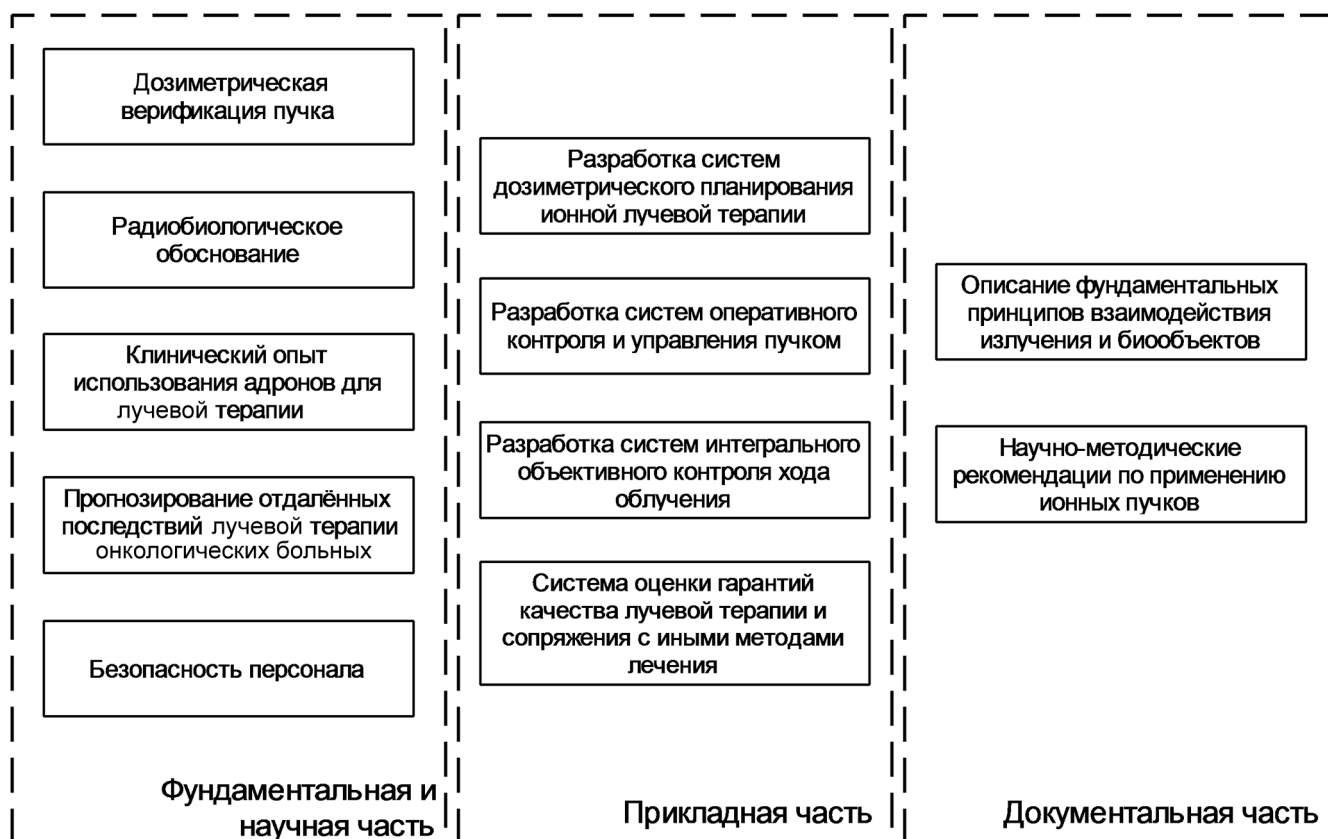 Дозиметрическая
верификация пучка
Радиобиологическое
обоснование
Клинический опыт
использования адронов для
лучевой терапии
Прогнозирование отдалённых
последствий лучевой терапии
онкологических больных
Безопасность персонала
Фундаментальная и
научная часть
Разработка систем
дозиметрического планирования
ионной лучевой терапии
Разработка систем оперативного
контроля и управления пучком
Разработка систем интегрального
объективного контроля хода
облучения
Система оценки гарантий
качества лучевой терапии и
сопряжения с иными методами
лечения
Прикладная часть
Описание фундаментальных
принципов взаимодействия
излучения и биообъектов
Научно-методические
рекомендации по применению
ионных пучков
Документальная часть